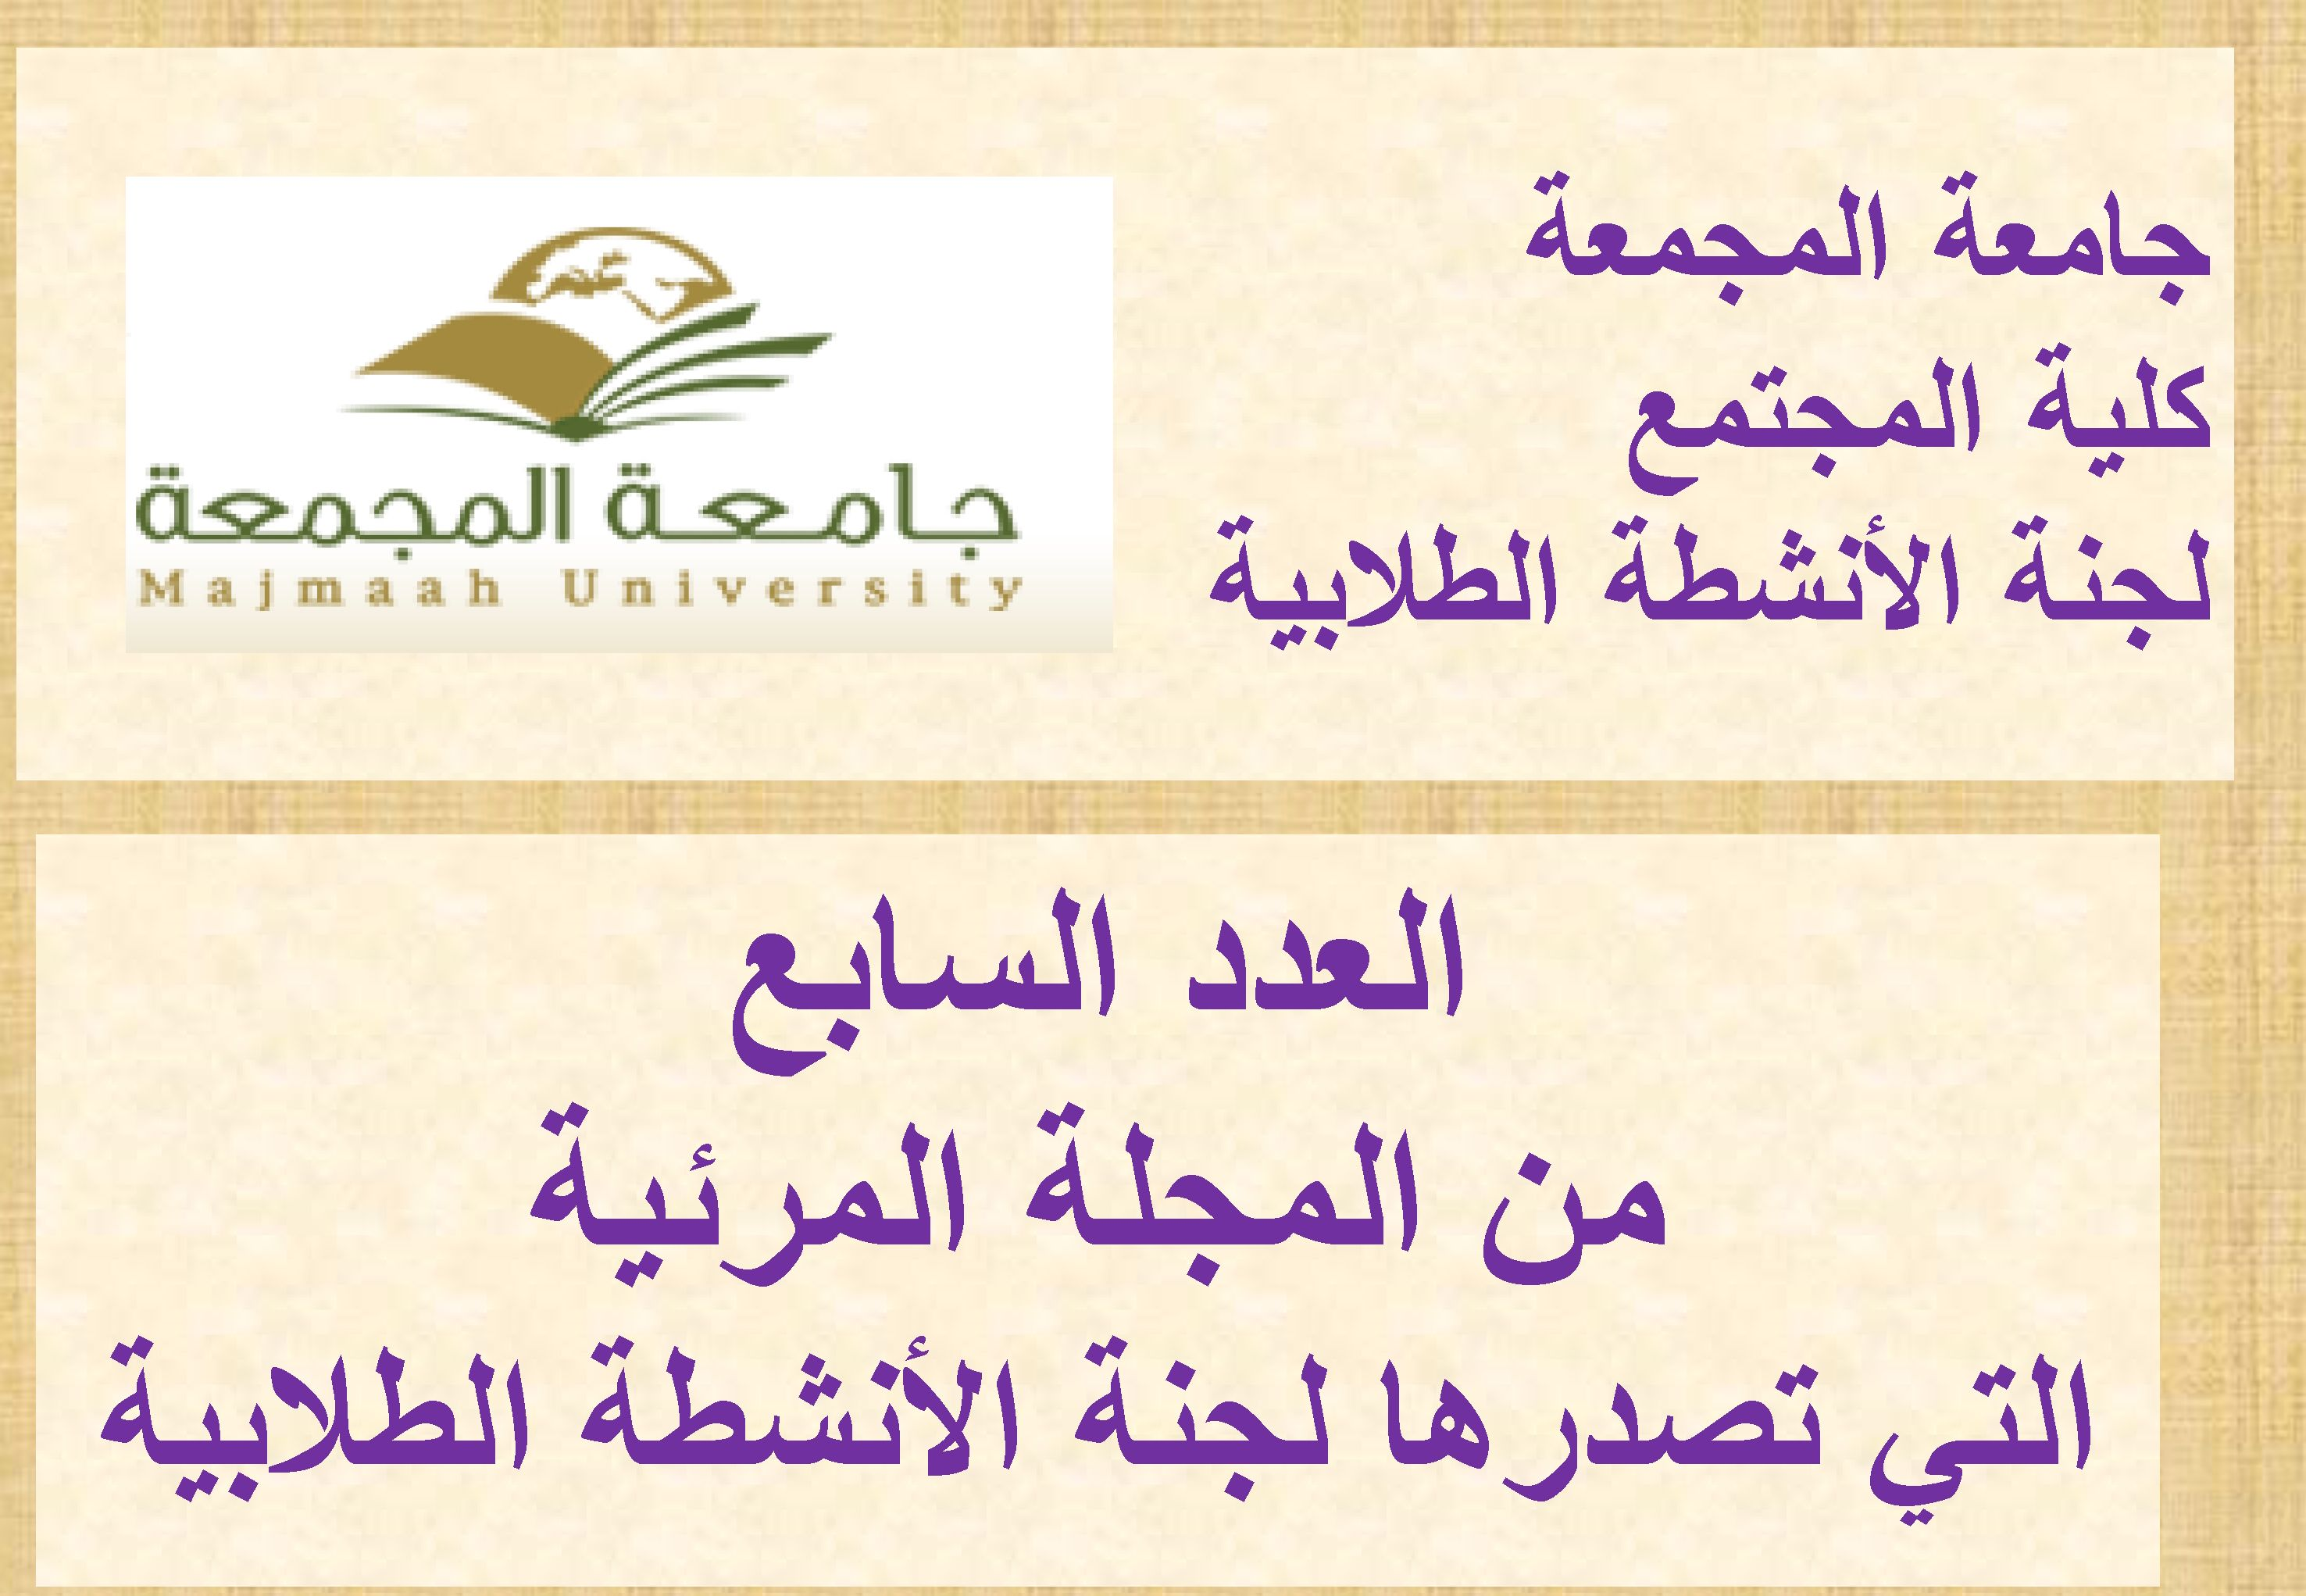 جامعة المجمعة
كلية المجتمع
لجنة الأنشطة الطلابية
جامعة المجمعة
Majmaah University
العدد السابع
من المجلة المرئية
التي تصدرها لجنة الأنشطة الطلابية